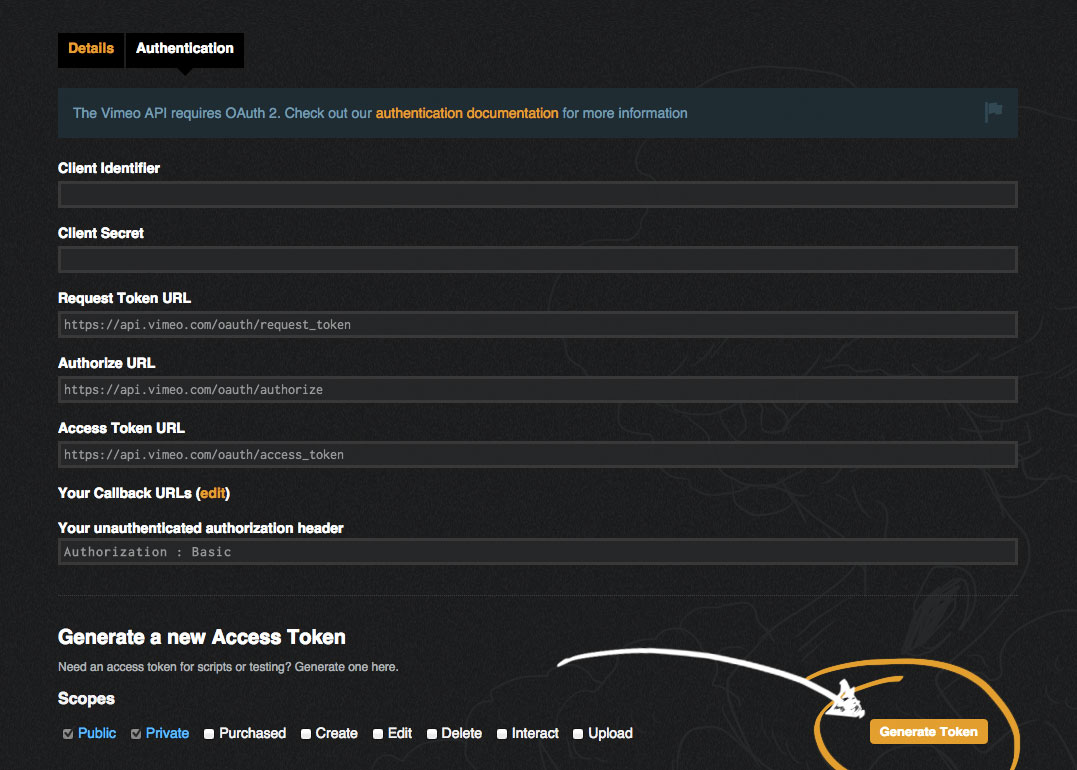 Details Authentication
The Vimeo API requires OAuth 2. Check out our authentication documentation for more information
Client Identifier
Client Secret
Request Token URL
https://api.vimeo.com/oauth/request_token
Authorize URL
https://api.vimeo.com/oauth/authorize
Access Token URL
https://api.vimeo.com/oauth/access_token
Your Callback URLs (edit)
Your unauthenticated authorization header
Authorization : Basic
Generate a new Access Token
Need an access token for scripts or testing? Generate one here.
Scopes
Public Private Purchased Create Edit Delete Interact Upload Generate Token